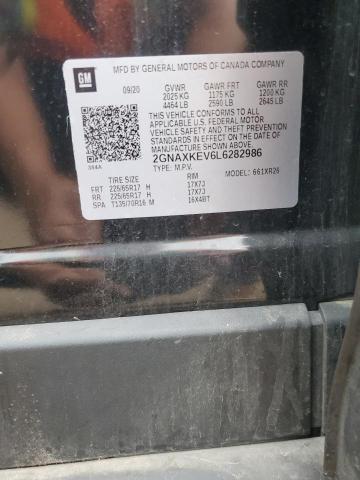 GM
MFD BY GENERAL MOTORS OF CANADA COMPANY
09/20 GVWR GAWR FRT GAWR RR
2025 KG 1175 KG 1200 KG
4464 LB 2590 LB 2645 LB
THIS VEHICLE CONFORMS TO ALL
APPLICABLE U.S. FEDERAL MOTOR
VEHICLE SAFETY AND THEFT PREVENTION
STANDARDS IN EFFECT ON THE DATE OF
MANUFACTURE SHOWN ABOVE.
2GNAXKEV6L6282986
TYPE: M.P.V. MODEL: 661XR26
TIRE SIZE RIM
FRT 225/65R17 H 17X7J
RR 225/65R17 H 17X7J
SPA T135/70R16 M 16X4BT